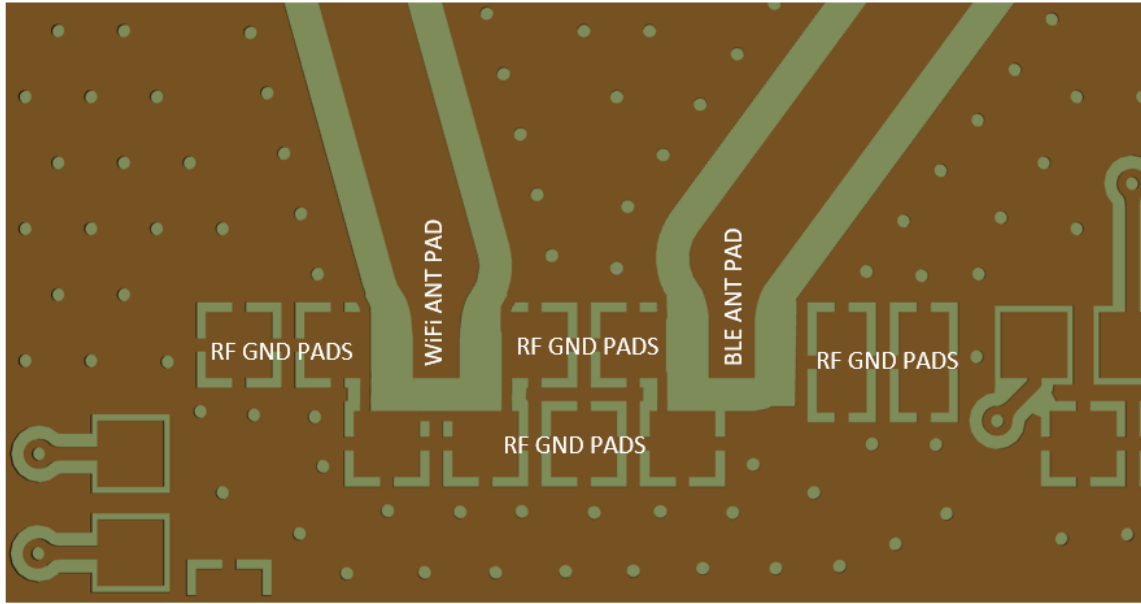 WiFi ANT PAD
BLE ANT PAD
RF GND PADS
RF GND PADS
RF GND PADS
RF GND PADS